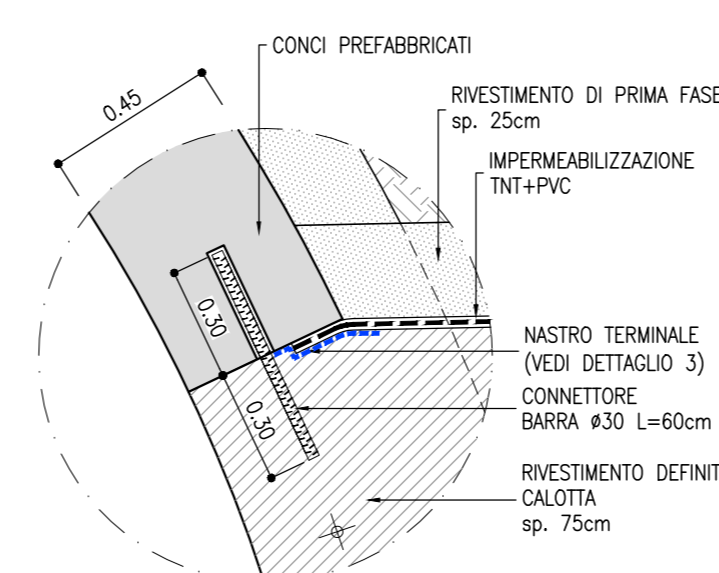 CONCI PREFABBRICATI
0.45
RIVESTIMENTO DI PRIMA FASE
sp. 25cm
IMPERMEABILIZZAZIONE
TNT+PVC
0.30
NASTRO TERMINALE
(VEDI DETTAGLIO 3)
CONNETTORE
BARRA ø30 L=60cm
0.30
RIVESTIMENTO DEFINIT
CALOTTA
sp. 75cm